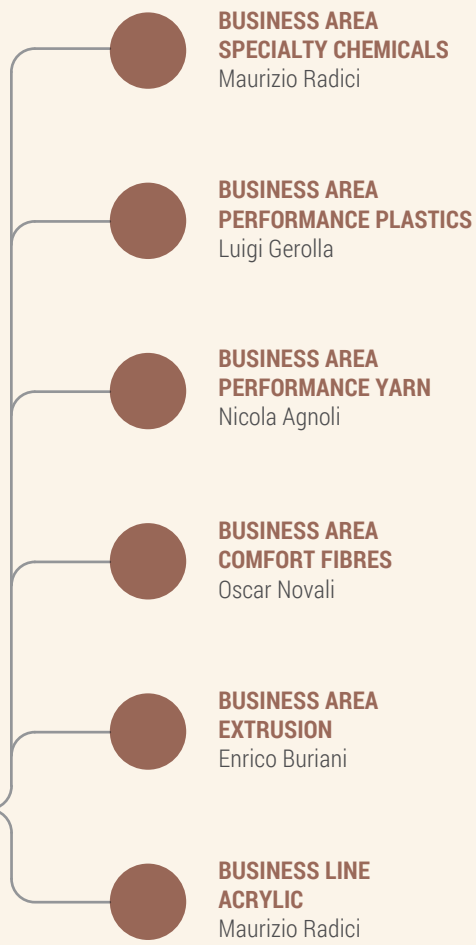 BUSINESS AREA
SPECIALTY CHEMICALS
Maurizio Radici
BUSINESS AREA
PERFORMANCE PLASTICS
Luigi Gerolla
BUSINESS AREA
PERFORMANCE YARN
Nicola Agnoli
BUSINESS AREA
COMFORT FIBRES
Oscar Novali
BUSINESS AREA
EXTRUSION
Enrico Buriani
BUSINESS LINE
ACRYLIC
Maurizio Radici